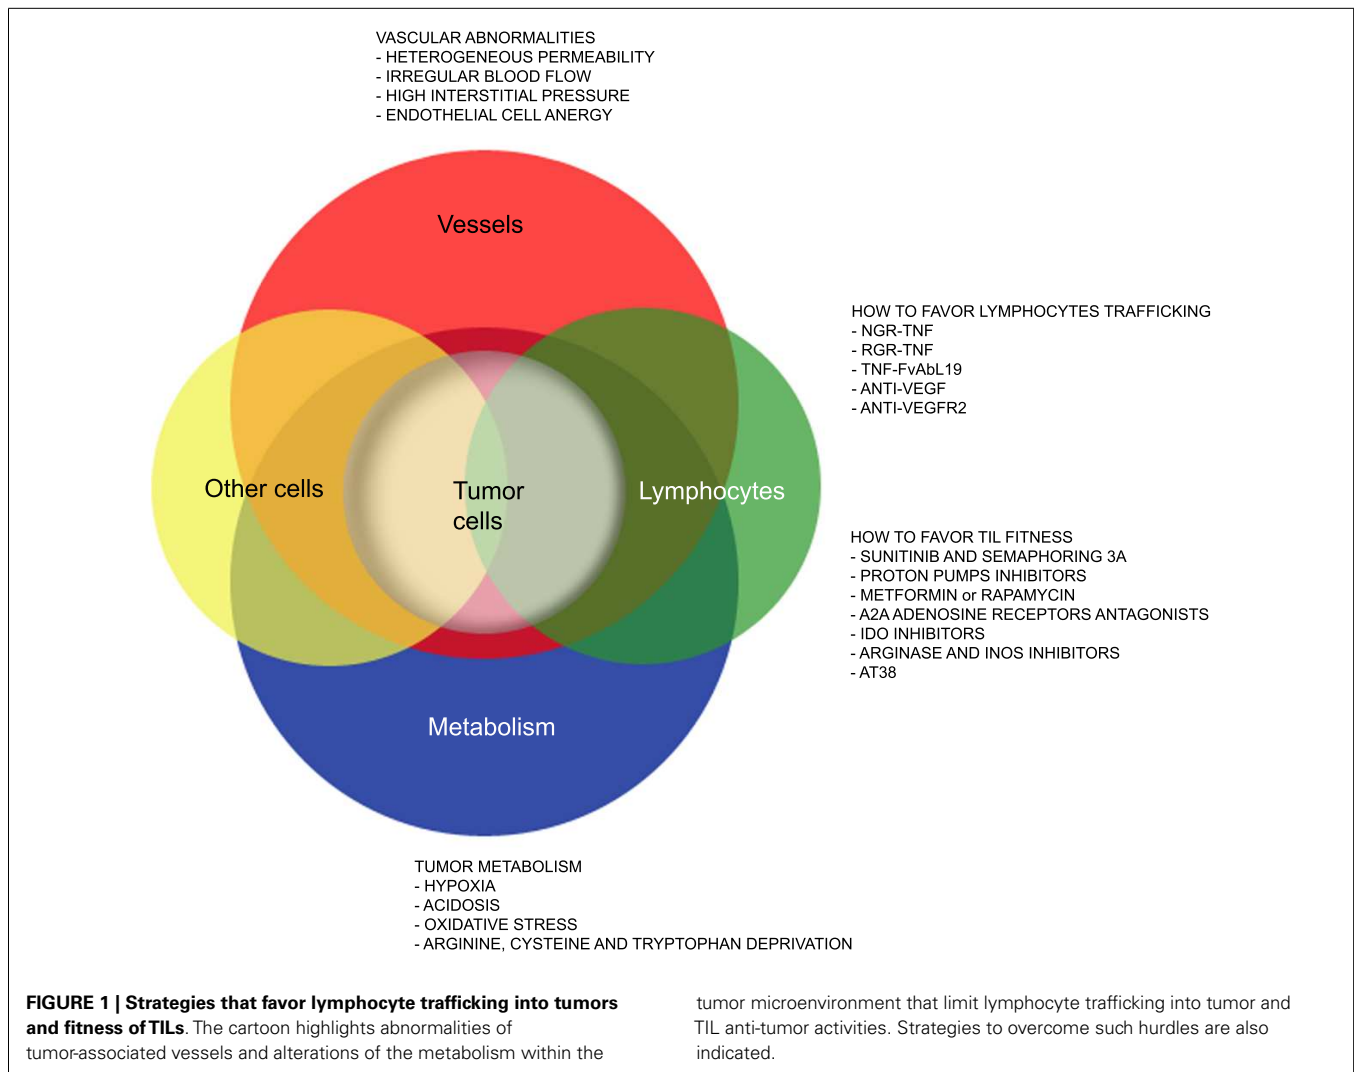 VASCULAR ABNORMALITIES
- HETEROGENEOUS PERMEABILITY
- IRREGULAR BLOOD FLOW
- HIGH INTERSTITIAL PRESSURE
- ENDOTHELIAL CELL ANERGY
Vessels
HOW TO FAVOR LYMPHOCYTES TRAFFICKING
- NGR-TNF
- RGR-TNF
- TNF-FvAbL19
- ANTI-VEGF
- ANTI-VEGFR2
Other cells
Tumor
cells
Lymphocytes
HOW TO FAVOR TIL FITNESS
- SUNITINIB AND SEMAPHORING 3A
- PROTON PUMPS INHIBITORS
- METFORMIN or RAPAMYCIN
- A2A ADENOSINE RECEPTORS ANTAGONISTS
- IDO INHIBITORS
- ARGINASE AND INOS INHIBITORS
- AT38
Metabolism
TUMOR METABOLISM
- HYPOXIA
- ACIDOSIS
- OXIDATIVE STRESS
- ARGININE, CYSTEINE AND TRYPTOPHAN DEPRIVATION
FIGURE 1 | Strategies that favor lymphocyte trafficking into tumors
and fitness of TILs. The cartoon highlights abnormalities of
tumor-associated vessels and alterations of the metabolism within the
tumor microenvironment that limit lymphocyte trafficking into tumor and
TIL anti-tumor activities. Strategies to overcome such hurdles are also
indicated.